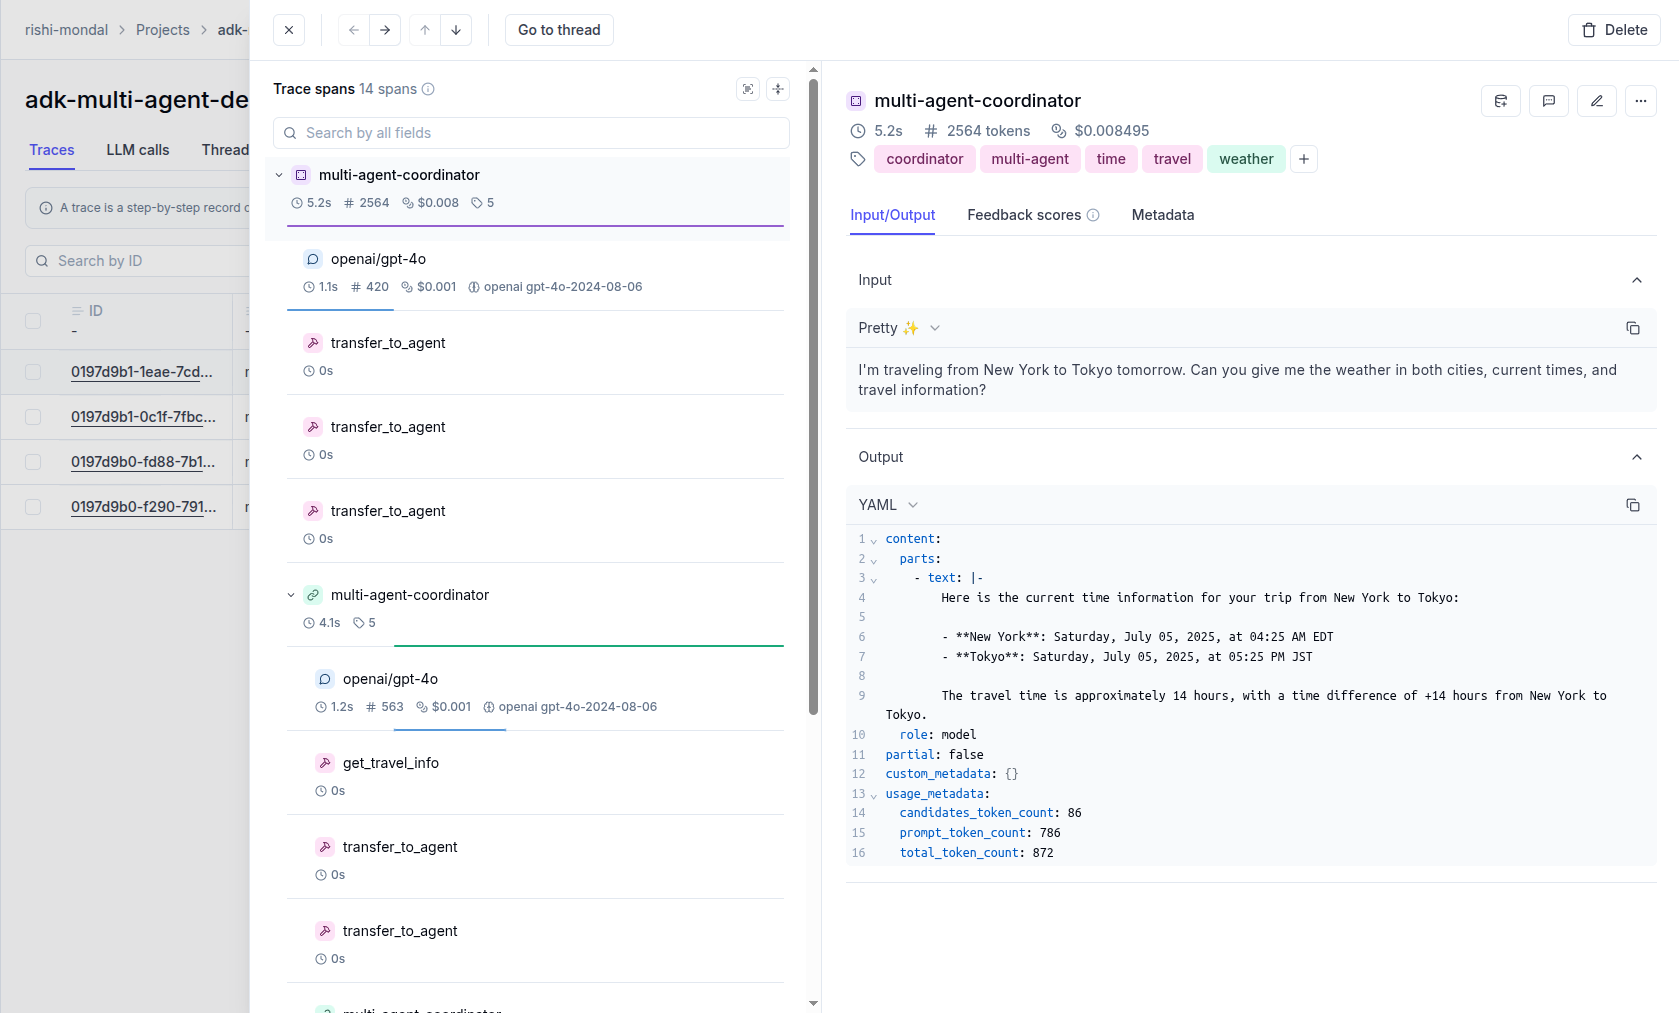 rishi-mondal
Projects
adk-
Go to thread
Delete
adk-multi-agent-de
Traces
LLM calls
Thread
A trace is a step-by-step record
Search by ID
ID
-
0197d9b1-1eae-7cd...
0197d9b1-0c1f-7fbc...
0197d9b0-fd88-7b1...
0197d9b0-f290-791...
Trace spans 14 spans
Search by all fields
multi-agent-coordinator
5.2s # 2564 $0.008 5
openai/gpt-4o
1.1s # 420 $0.001 openai gpt-4o-2024-08-06
transfer_to_agent
0s
transfer_to_agent
0s
transfer_to_agent
0s
multi-agent-coordinator
4.1s 5
openai/gpt-4o
1.2s # 563 $0.001 openai gpt-4o-2024-08-06
get_travel_info
0s
transfer_to_agent
0s
transfer_to_agent
0s
multi-agent-coordinator
multi-agent-coordinator
5.2s # 2564 tokens $0.008495
coordinator multi-agent time travel weather +
Input/Output Feedback scores Metadata
Input
Pretty ✨
I'm traveling from New York to Tokyo tomorrow. Can you give me the weather in both cities, current times, and
travel information?
Output
YAML
1 content:
2 parts:
3 - text: |-
4 Here is the current time information for your trip from New York to Tokyo:
5
6 - **New York**: Saturday, July 05, 2025, at 04:25 AM EDT
7 - **Tokyo**: Saturday, July 05, 2025, at 05:25 PM JST
8
9 The travel time is approximately 14 hours, with a time difference of +14 hours from New York to
Tokyo.
10 role: model
11 partial: false
12 custom_metadata: {}
13 usage_metadata:
14 candidates_token_count: 86
15 prompt_token_count: 786
16 total_token_count: 872